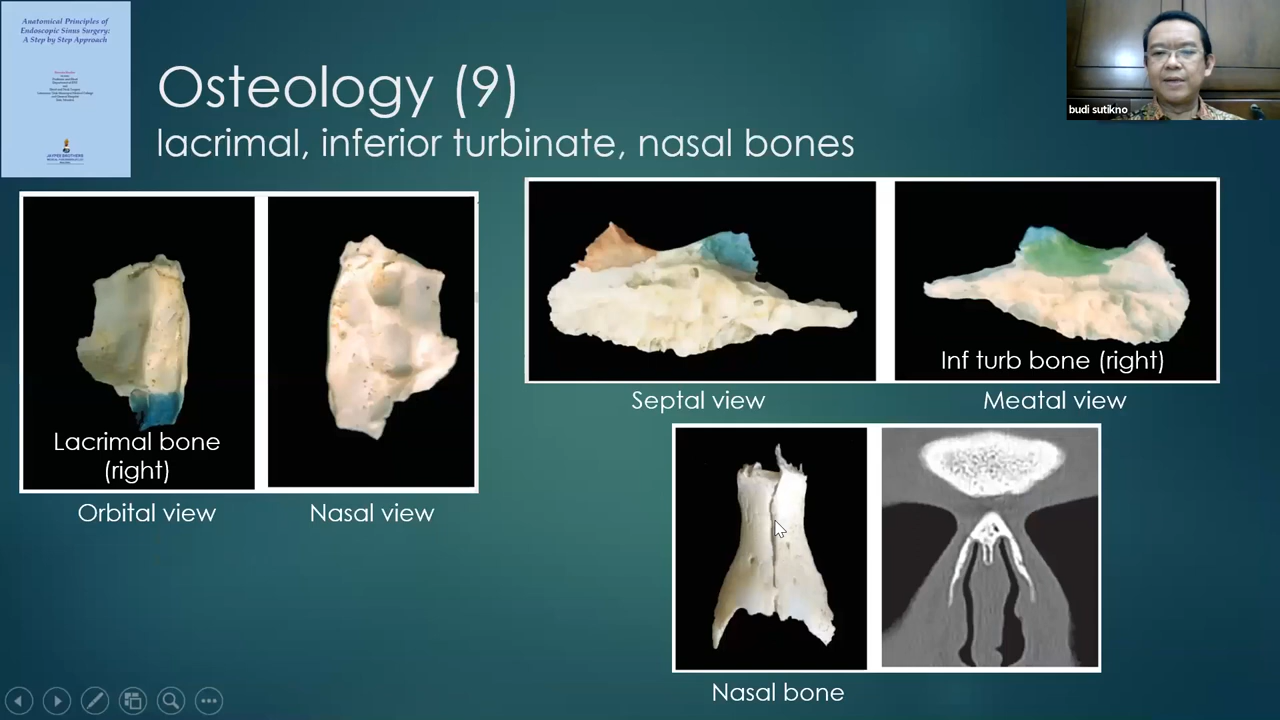 Anatomical Principles of
Endoscopic Sinus Surgery:
A Step by Step Approach
JAYPEE BROTHERS
Osteology (9)
lacrimal, inferior turbinate, nasal bones
budi sutikno
Lacrimal bone
(right)
Orbital view
Nasal view
Inf turb bone (right)
Septal view
Meatal view
Nasal bone